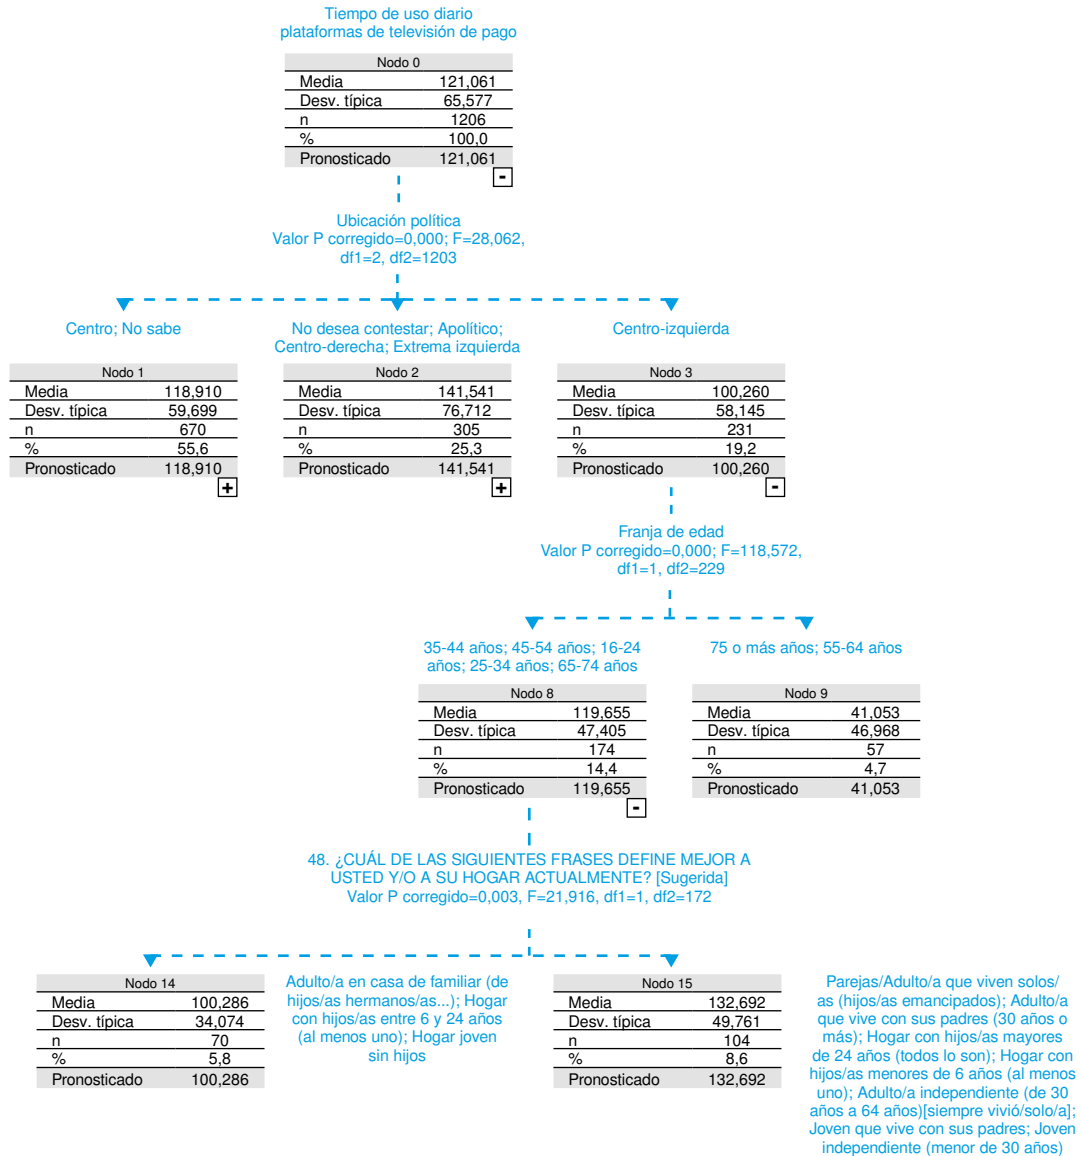 Tiempo de uso diario
plataformas de televisión de pago
Nodo 0
Media 121,061
Desv. típica 65,577
n 1206
% 100,0
Pronosticado 121,061
-
Ubicación política
Valor P corregido=0,000; F=28,062,
df1=2, df2=1203
Centro; No sabe
Nodo 1
Media 118,910
Desv. típica 59,699
n 670
% 55,6
Pronosticado 118,910
+
No desea contestar; Apolítico;
Centro-derecha; Extrema izquierda
Nodo 2
Media 141,541
Desv. típica 76,712
n 305
% 25,3
Pronosticado 141,541
+
Centro-izquierda
Nodo 3
Media 100,260
Desv. típica 58,145
n 231
% 19,2
Pronosticado 100,260
-
Franja de edad
Valor P corregido=0,000; F=118,572,
df1=1, df2=229
35-44 años; 45-54 años; 16-24
años; 25-34 años; 65-74 años
Nodo 8
Media 119,655
Desv. típica 47,405
n 174
% 14,4
Pronosticado 119,655
-
75 o más años; 55-64 años
Nodo 9
Media 41,053
Desv. típica 46,968
n 57
% 4,7
Pronosticado 41,053
48. ¿CUÁL DE LAS SIGUIENTES FRASES DEFINE MEJOR A
USTED Y/O A SU HOGAR ACTUALMENTE? [Sugerida]
Valor P corregido=0,003, F=21,916, df1=1, df2=172
Nodo 14
Media 100,286
Desv. típica 34,074
n 70
% 5,8
Pronosticado 100,286
Adulto/a en casa de familiar (de
hijos/as hermanos/as...); Hogar
con hijos/as entre 6 y 24 años
(al menos uno); Hogar joven
sin hijos
Nodo 15
Media 132,692
Desv. típica 49,761
n 104
% 8,6
Pronosticado 132,692
Parejas/Adulto/a que viven solos/
as (hijos/as emancipados); Adulto/a
que vive con sus padres (30 años o
más); Hogar con hijos/as mayores
de 24 años (todos lo son); Hogar con
hijos/as menores de 6 años (al menos
uno); Adulto/a independiente (de 30
años a 64 años)[siempre vivió/solo/a];
Joven que vive con sus padres; Joven
independiente (menor de 30 años)